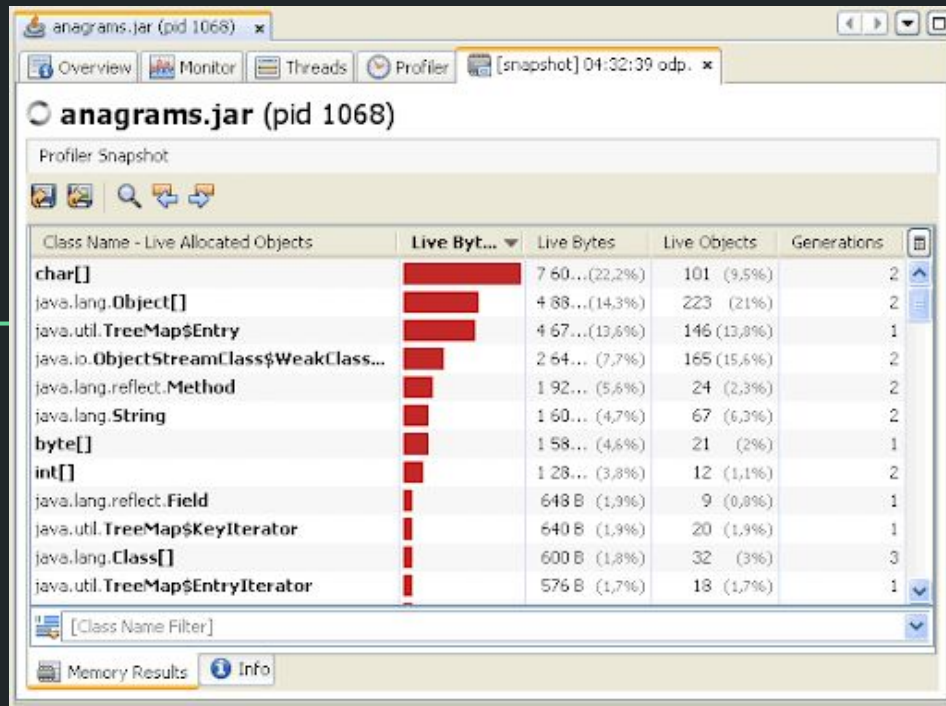 anagrams.jar (pid 1068)
Overview Monitor Threads Profiler [snapshot] 04:32:39 odp.
anagrams.jar (pid 1068)
Profiler Snapshot
Class Name - Live Allocated Objects Live Byt... Live Bytes Live Objects Generations
char[] 7 60...(22,2%) 101 (9,5%) 2
java.lang.Object[] 4 88...(14,3%) 223 (21%) 2
java.util.TreeMap$Entry 4 67...(13,6%) 146 (13,8%) 1
java.io.ObjectStreamClass$WeakClass... 2 64... (7,7%) 165 (15,6%) 2
java.lang.reflect.Method 1 92... (5,6%) 24 (2,3%) 2
java.lang.String 1 60... (4,7%) 67 (6,3%) 2
byte[] 1 58... (4,6%) 21 (2%) 1
int[] 1 28... (3,8%) 12 (1,1%) 2
java.lang.reflect.Field 648 B (1,9%) 9 (0,8%) 1
java.util.TreeMap$KeyIterator 640 B (1,9%) 20 (1,9%) 1
java.lang.Class[] 600 B (1,8%) 32 (3%) 3
java.util.TreeMap$EntryIterator 576 B (1,7%) 18 (1,7%) 1
[Class Name Filter]
Memory Results Info